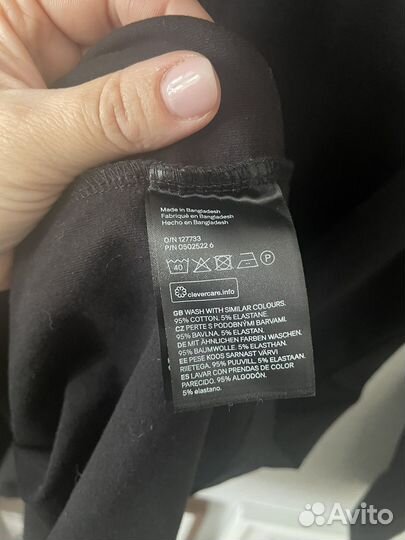 Made in Bangladesh
Fabriqué en Bangladesh
Hecho en Bangladesh
O/N 127733
P/N 0502522 6
40
P
clevercare.info
GB WASH WITH SIMILAR COLOURS.
95% COTTON, 5% ELASTANE
CZ PERTE S PODOBNÝMI BARVAMI.
95% BAVLNA, 5% ELASTAN
DE MIT ÄHNLICHEN FARBEN WASCHEN.
95% BAUMWOLLE. 5% ELASTHAN
EE PESE KOOS SARNAST VÄRVI
RIIETEGA. 95% PUUVILL. 5% ELASTAAN.
ES LAVAR CON PRENDAS DE COLOR
PARECIDO. 95% ALGODÓN.
5% elastano.
Avito